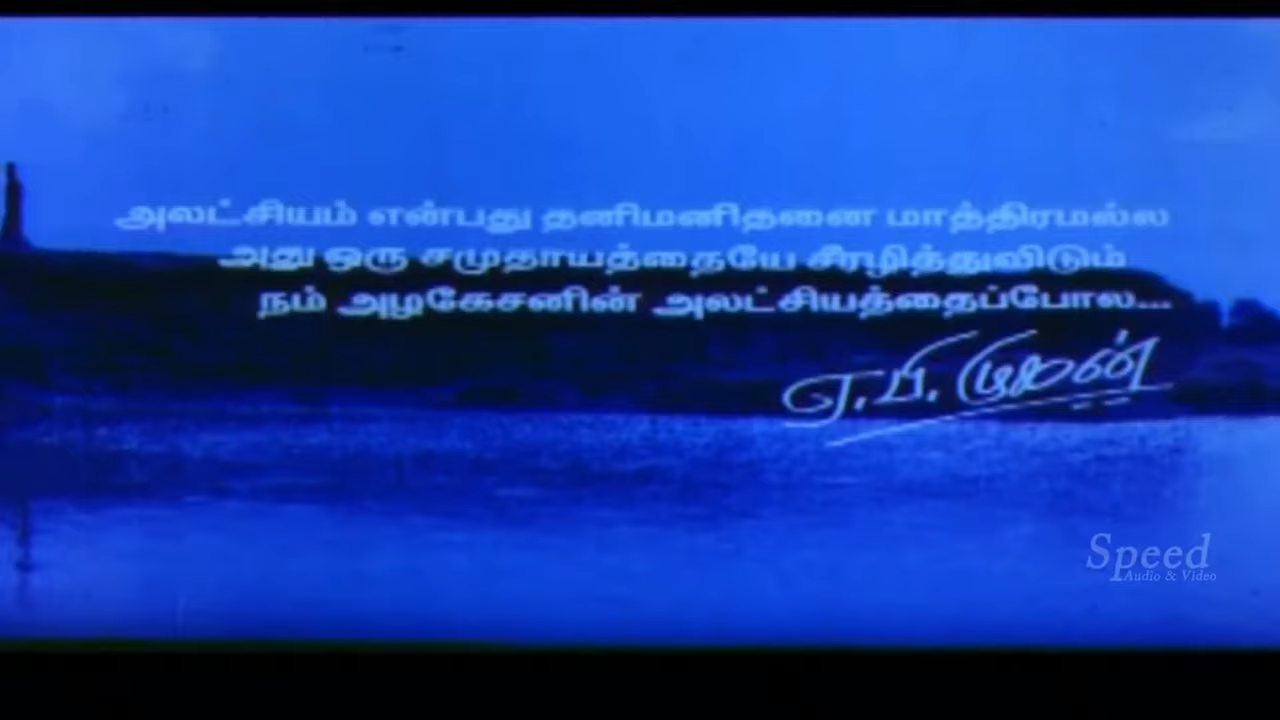 அலட்சியம் என்பது தனிமனிதனை மாத்திரமல்ல
அது ஒரு சமுதாயத்தையே சீரழித்துவிடும்
நம் அழகேசனின் அலட்சியத்தைப்போல...
ஏ.பி.
Speed
Audio & Video